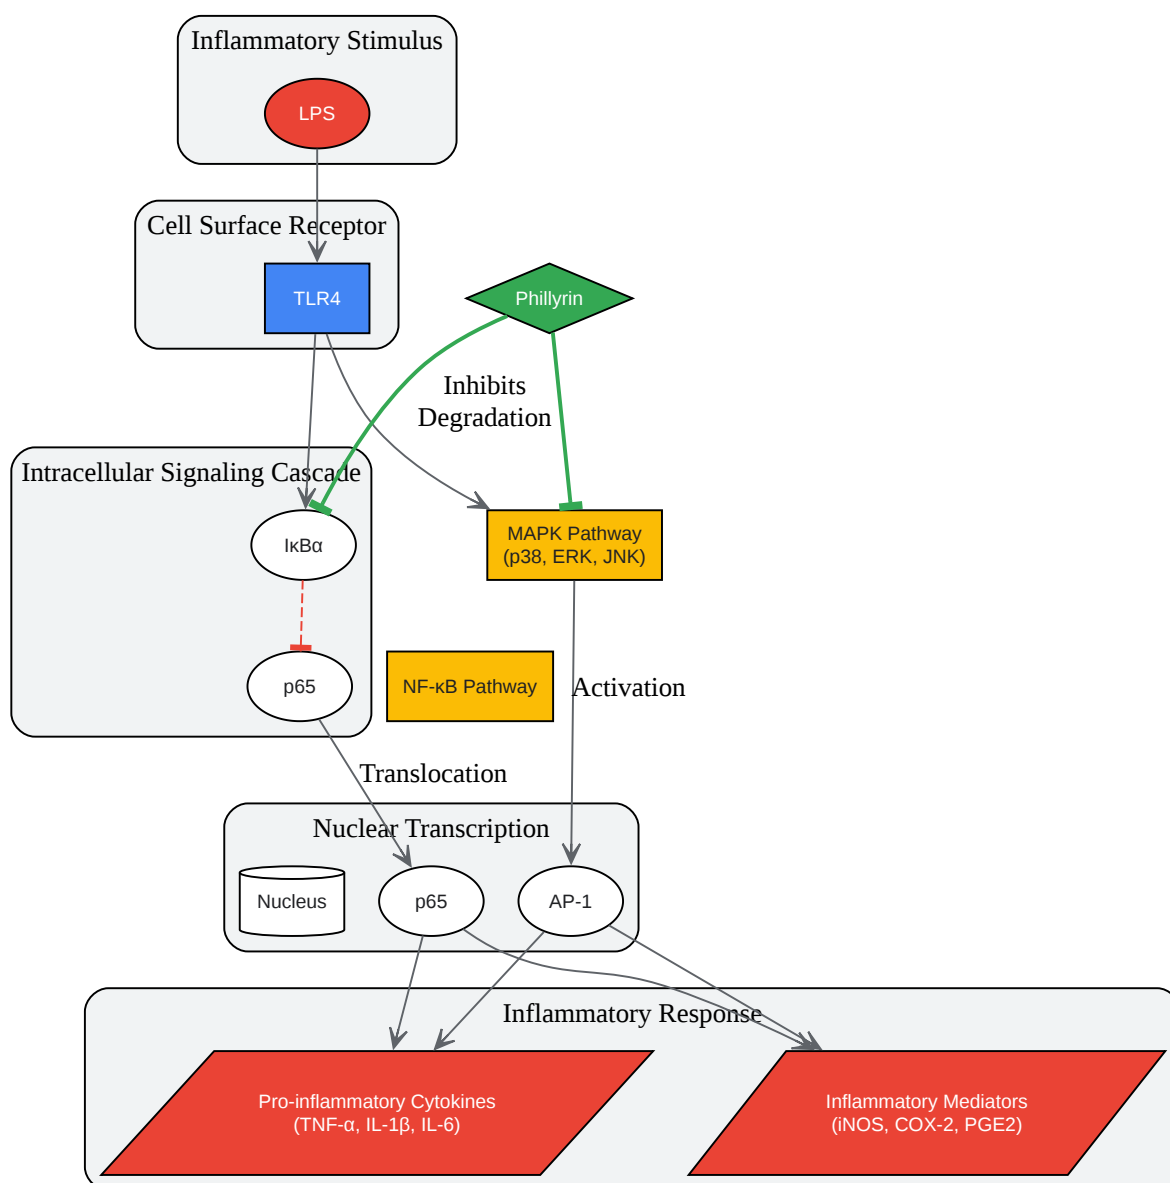 Inflammatory Stimulus
LPS
Cell Surface Receptor
TLR4
Phillyrin
Inhibits
Degradation
Intracellular Signaling Cascade
IκBα
MAPK Pathway
(p38, ERK, JNK)
p65
NF-κB Pathway
Activation
Translocation
Nuclear Transcription
Nucleus
p65
AP-1
Inflammatory Response
Pro-inflammatory Cytokines
(TNF-α, IL-1β, IL-6)
Inflammatory Mediators
(iNOS, COX-2, PGE2)